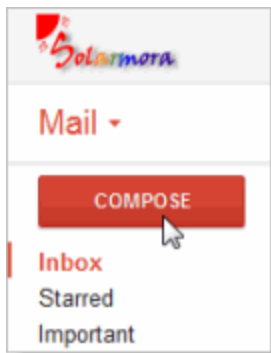 Solarmora
Mail
COMPOSE
Inbox
Starred
Important